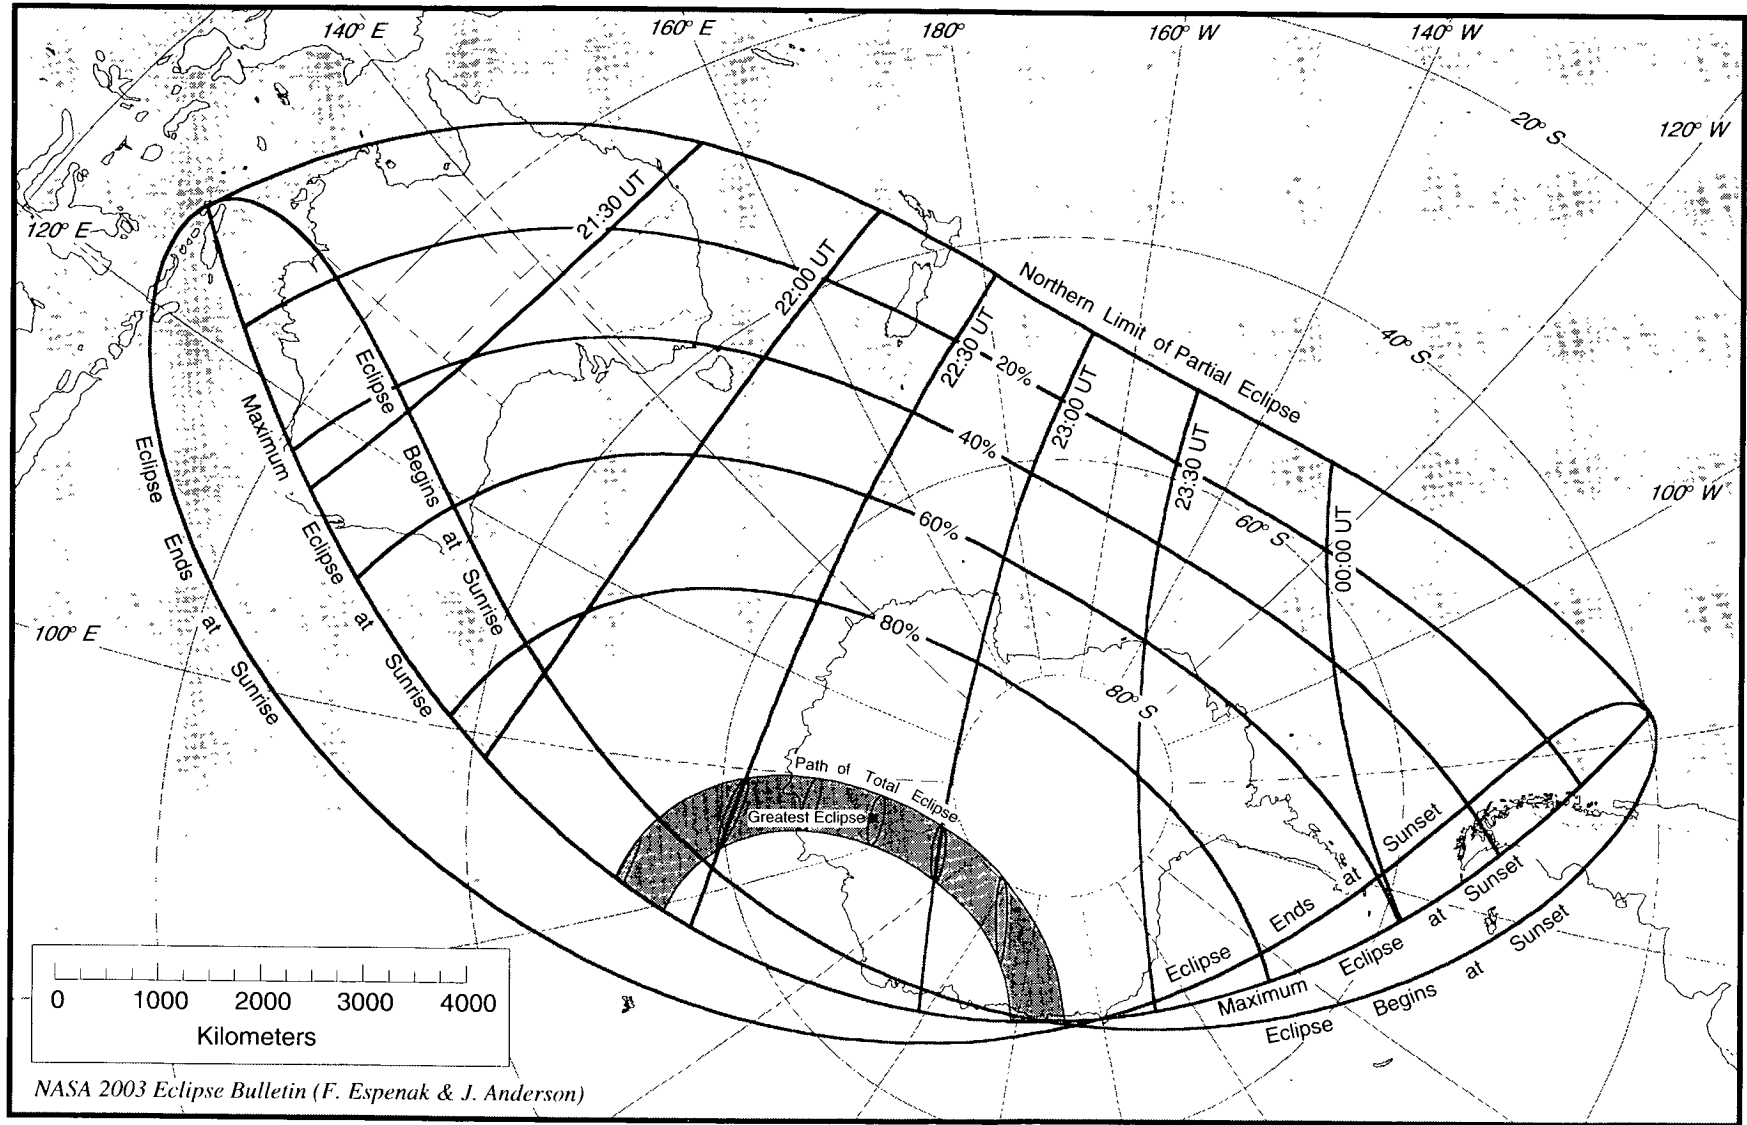 140° E
160° E
180°
160° W
140° W
20° S
120° W
120° E
21:30 UT
22:00 UT
Northern Limit of Partial Eclipse
40° S
22:30 UT
20%
23:00 UT
Eclipse Begins at Sunrise
Maximum Eclipse at Sunrise
Eclipse Ends at Sunrise
40%
23:30 UT
100° W
60° S
60%
00:00 UT
100° E
80%
80° S
Path of Total Eclipse
Greatest Eclipse
Eclipse Ends at Sunset
Maximum Eclipse at Sunset
Eclipse Begins at Sunset
0 1000 2000 3000 4000
Kilometers
NASA 2003 Eclipse Bulletin (F. Espenak & J. Anderson)